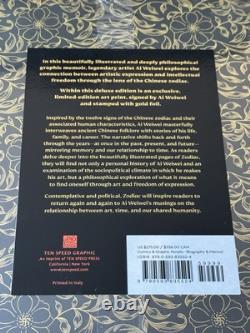 In this beautifully illustrated and deeply philosophical
graphic memoir, legendary artist Ai Weiwei explores the
connection between artistic expression and intellectual
freedom through the lens of the Chinese zodiac.
Within this deluxe edition is an exclusive,
limited edition art print, signed by Ai Weiwei
and stamped with gold foil.
Inspired by the twelve signs of the Chinese zodiac and their
associated human characteristics, Ai Weiwei masterfully
interweaves ancient Chinese folklore with stories of his life,
family, and career. The narrative shifts back and forth
through the years—at once in the past, present, and future—
mirroring memory and our relationship to time. As readers
delve deeper into the beautifully illustrated pages of Zodiac,
they will find not only a personal history of Ai Weiwei and
an examination of the sociopolitical climate in which he
makes his art, but a philosophical exploration of what it means
to find oneself through art and freedom of expression.
Contemplative and political, Zodiac will inspire readers to
return again and again to Ai Weiwei's musings on the
relationship between art, time, and our shared humanity.
TEN SPEED GRAPHIC
An imprint of TEN SPEED PRESS
California | New York
www.tenspeed.com
Printed in Italy